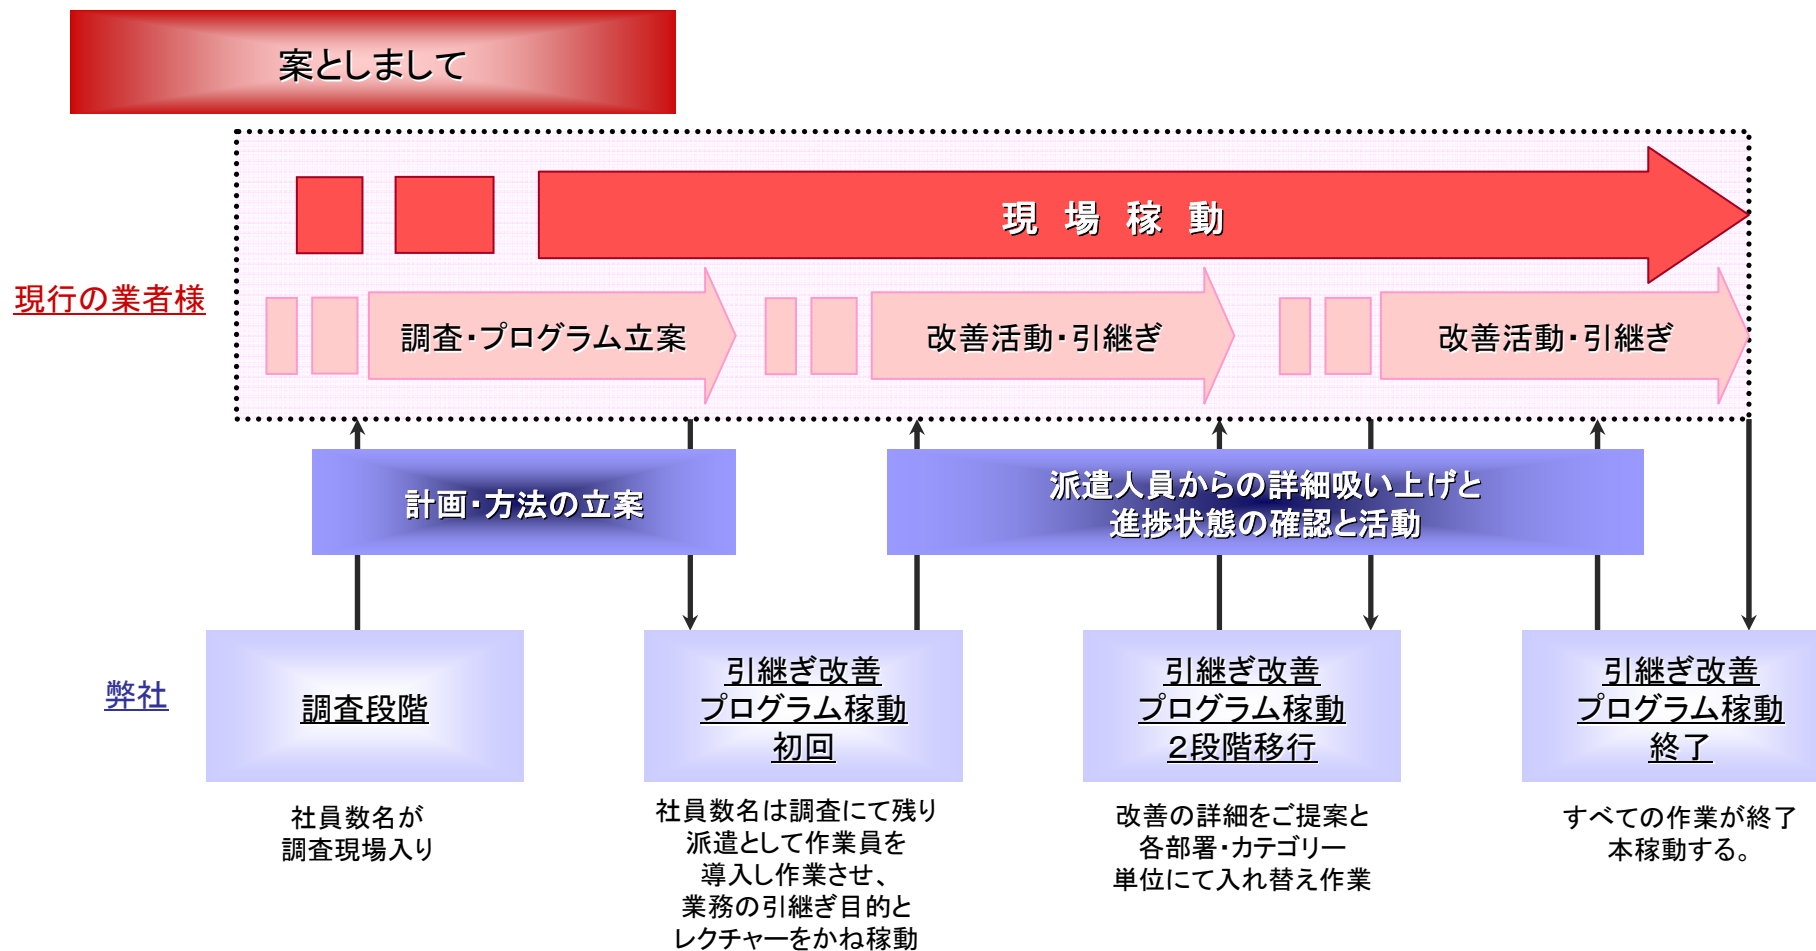 案としまして
現　場　稼　動
現行の業者様
調査・プログラム立案
改善活動・引継ぎ
改善活動・引継ぎ
計画・方法の立案
派遣人員からの詳細吸い上げと
進捗状態の確認と活動
弊社
調査段階
引継ぎ改善
プログラム稼動
初回
引継ぎ改善
プログラム稼動
２段階移行
引継ぎ改善
プログラム稼動
終了
社員数名が
調査現場入り
社員数名は調査にて残り
派遣として作業員を
導入し作業させ、
業務の引継ぎ目的と
レクチャーをかね稼動
改善の詳細をご提案と
各部署・カテゴリー
単位にて入れ替え作業
すべての作業が終了
本稼動する。